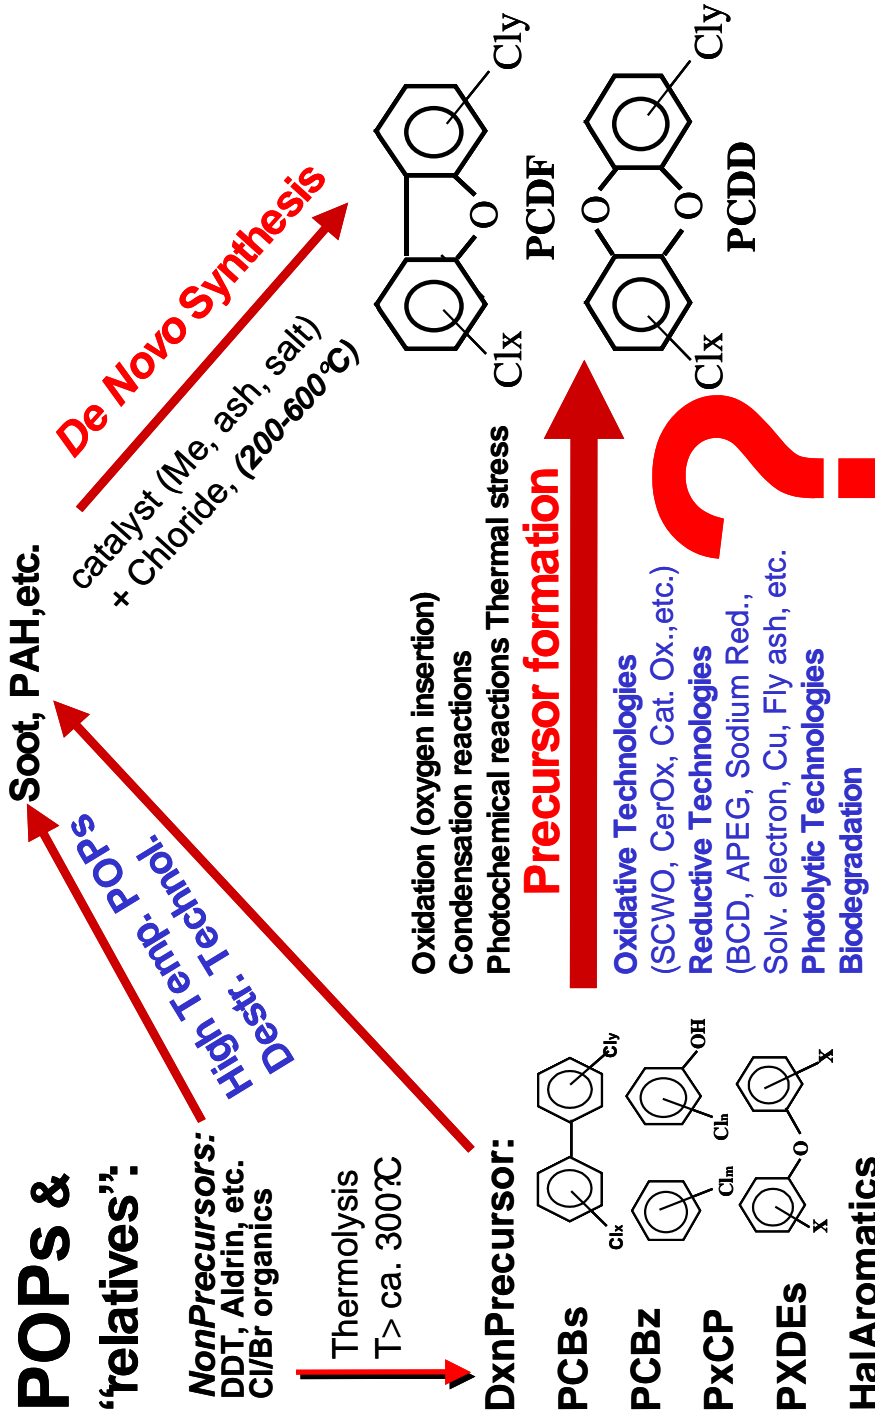 POPs &
“relatives”:
NonPrecursors:
DDT, Aldrin, etc.
Cl/Br organics
Thermolysis
T> ca. 300?C
DxnPrecursor:
PCBs
PCBz
PxCP
PXDEs
HalAromatics
Clx
Cly
Clm
Cln
OH
X
O
X
High Temp. POPs
Destr. Technol.
Soot, PAH,etc.
De Novo Synthesis
catalyst (Me, ash, salt)
+ Chloride, (200-600°C)
Oxidation (oxygen insertion)
Condensation reactions
Photochemical reactions Thermal stress
Precursor formation
Oxidative Technologies
(SCWO, CerOx, Cat. Ox.,etc.)
Reductive Technologies
(BCD, APEG, Sodium Red.,
Solv. electron, Cu, Fly ash, etc.
Photolytic Technologies
Biodegradation
?
Clx
O
Cly
PCDF
Clx
O
O
Cly
PCDD